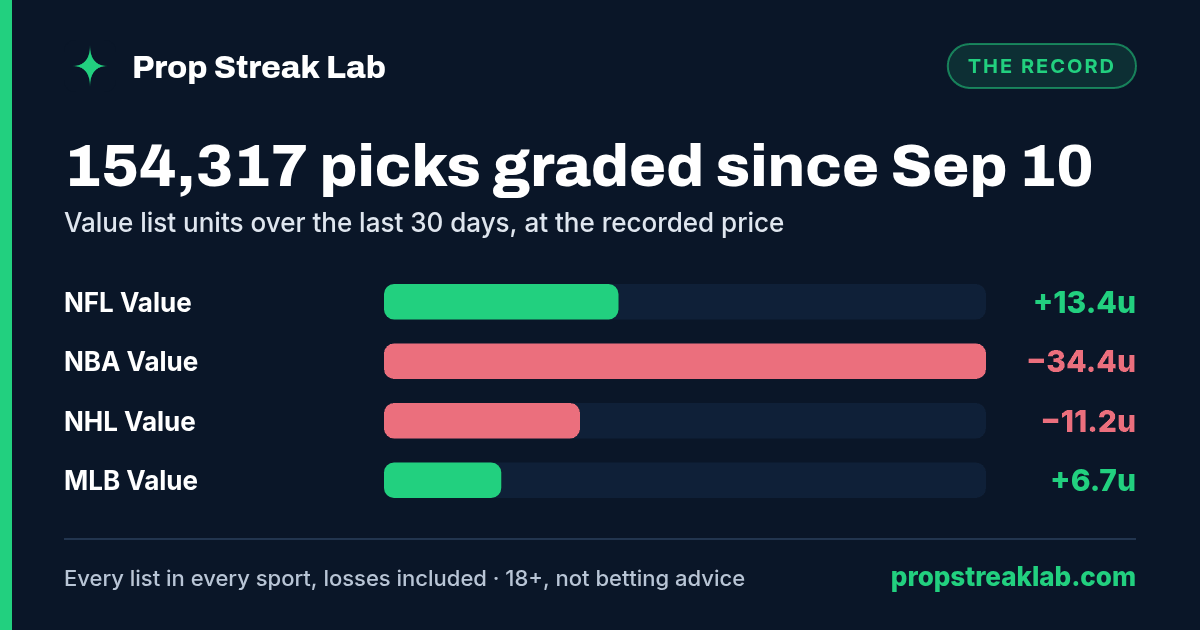 Prop Streak Lab
THE RECORD
154,317 picks graded since Sep 10
Value list units over the last 30 days, at the recorded price
NFL Value +13.4u
NBA Value −34.4u
NHL Value −11.2u
MLB Value +6.7u
Every list in every sport, losses included · 18+, not betting advice
propstreaklab.com